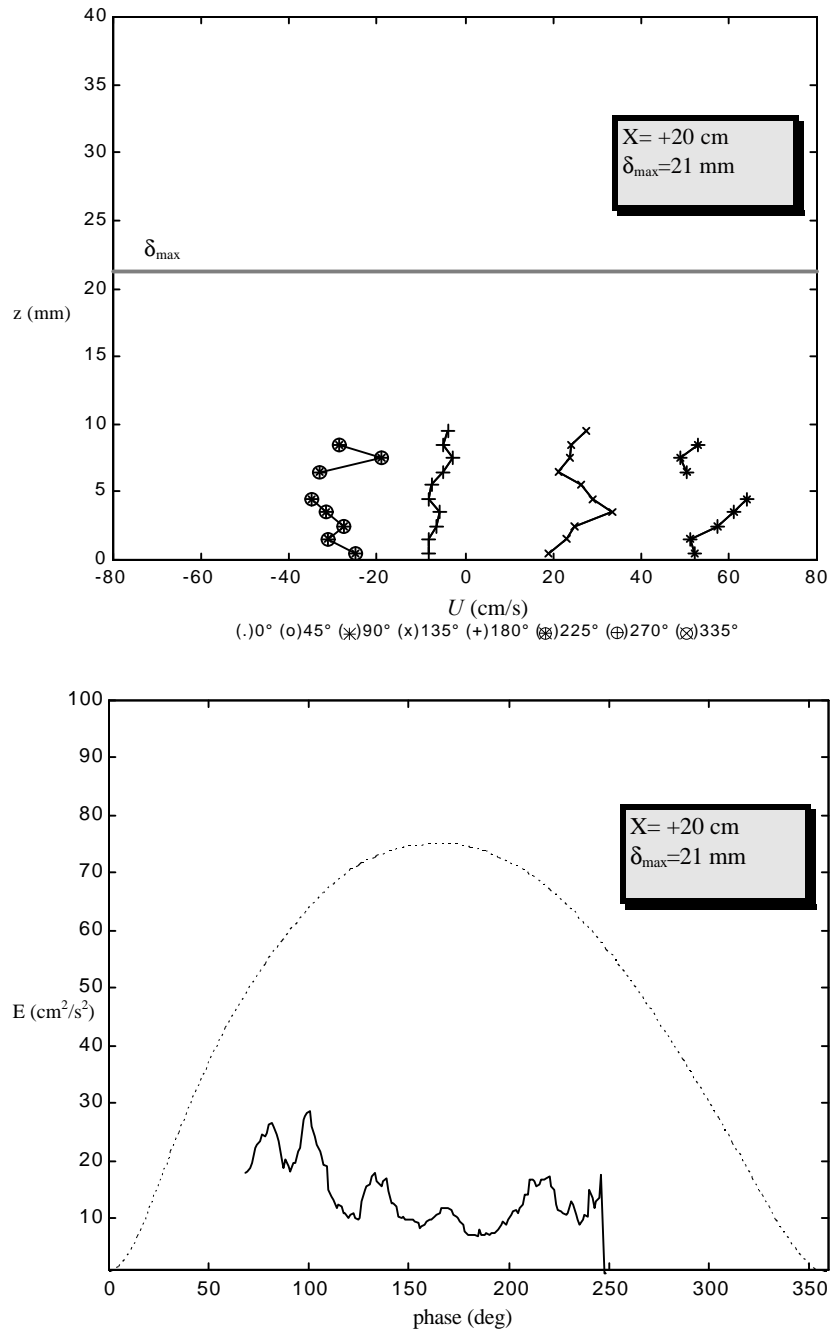 40
35
30
25
20
15
10
5
0
z (mm)
X= +20 cm
δmax=21 mm
δmax
-80 -60 -40 -20 0 20 40 60 80
U (cm/s)
(.)0° (o)45° (✳)90° (x)135° (+)180° (⊛)225° (⊕)270° (⊗)335°
100
90
80
70
60
50
40
30
20
10
E (cm²/s²)
X= +20 cm
δmax=21 mm
0 50 100 150 200 250 300 350
phase (deg)